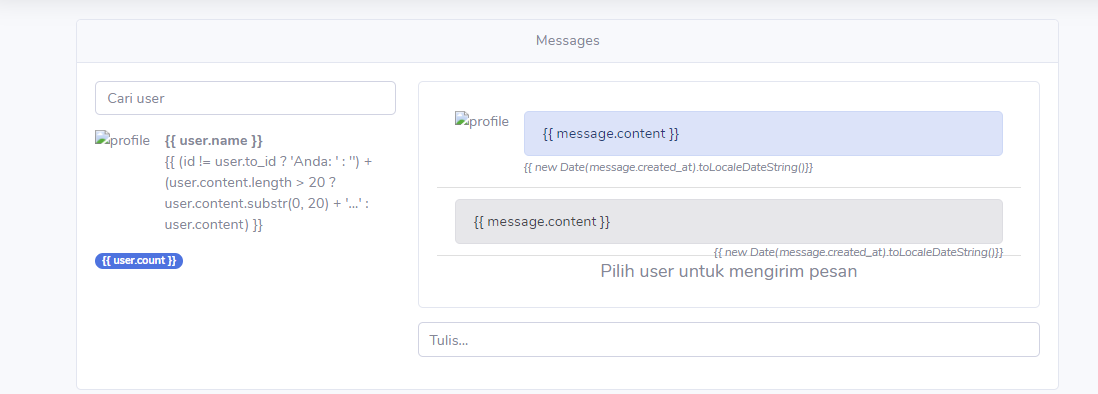 Messages
Cari user
profile
{{ user.name }}
{{ (id != user.to_id ? 'Anda: ' : '') +
(user.content.length > 20 ?
user.content.substr(0, 20) + '...' :
user.content) }}
{{ user.count }}
profile
{{ message.content }}
{{ new Date(message.created_at).toLocaleDateString()}}
{{ message.content }}
{{ new Date(message.created_at).toLocaleDateString()}}
Pilih user untuk mengirim pesan
Tulis...